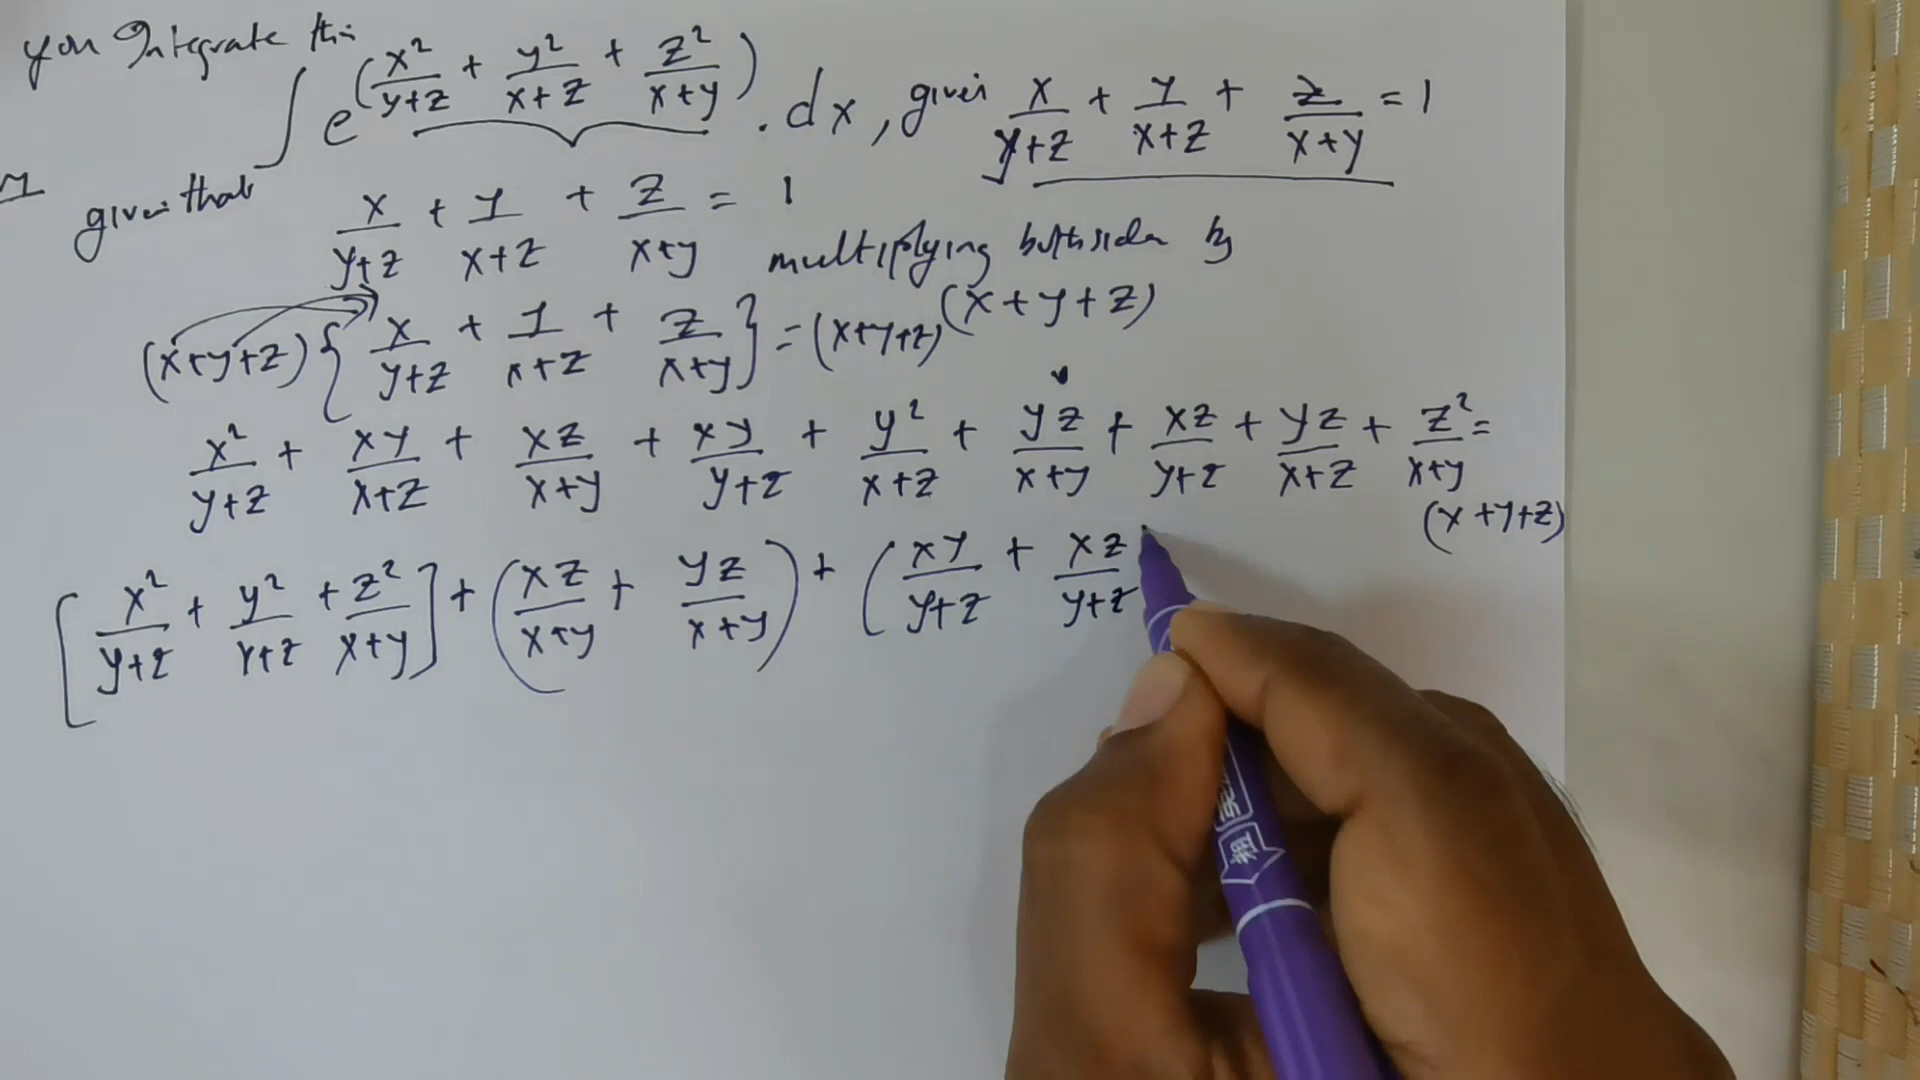 you Integrate this
∫ e^(x²/(y+z) + y²/(x+z) + z²/(x+y)) . dx, given x/(y+z) + y/(x+z) + z/(x+y) = 1
given that x/(y+z) + y/(x+z) + z/(x+y) = 1
multiplying both sides by (x+y+z)
(x+y+z) { x/(y+z) + y/(x+z) + z/(x+y) } = (x+y+z)
x²/(y+z) + xy/(x+z) + xz/(x+y) + xy/(y+z) + y²/(x+z) + yz/(x+y) + xz/(y+z) + yz/(x+z) + z²/(x+y) =
(x+y+z)
[ x²/(y+z) + y²/(x+z) + z²/(x+y) ] + ( xz/(x+y) + yz/(x+y) ) + ( xy/(y+z) + xz/(y+z)